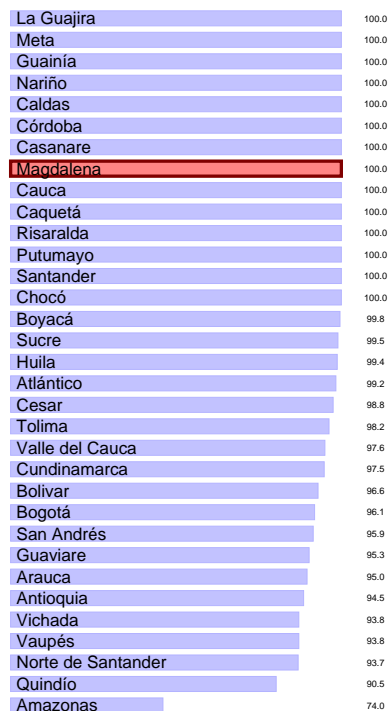 La Guajira 100.0
Meta 100.0
Guainía 100.0
Nariño 100.0
Caldas 100.0
Córdoba 100.0
Casanare 100.0
Magdalena 100.0
Cauca 100.0
Caquetá 100.0
Risaralda 100.0
Putumayo 100.0
Santander 100.0
Chocó 100.0
Boyacá 99.8
Sucre 99.5
Huila 99.4
Atlántico 99.2
Cesar 98.8
Tolima 98.2
Valle del Cauca 97.6
Cundinamarca 97.5
Bolivar 96.6
Bogotá 96.1
San Andrés 95.9
Guaviare 95.3
Arauca 95.0
Antioquia 94.5
Vichada 93.8
Vaupés 93.8
Norte de Santander 93.7
Quindío 90.5
Amazonas 74.0